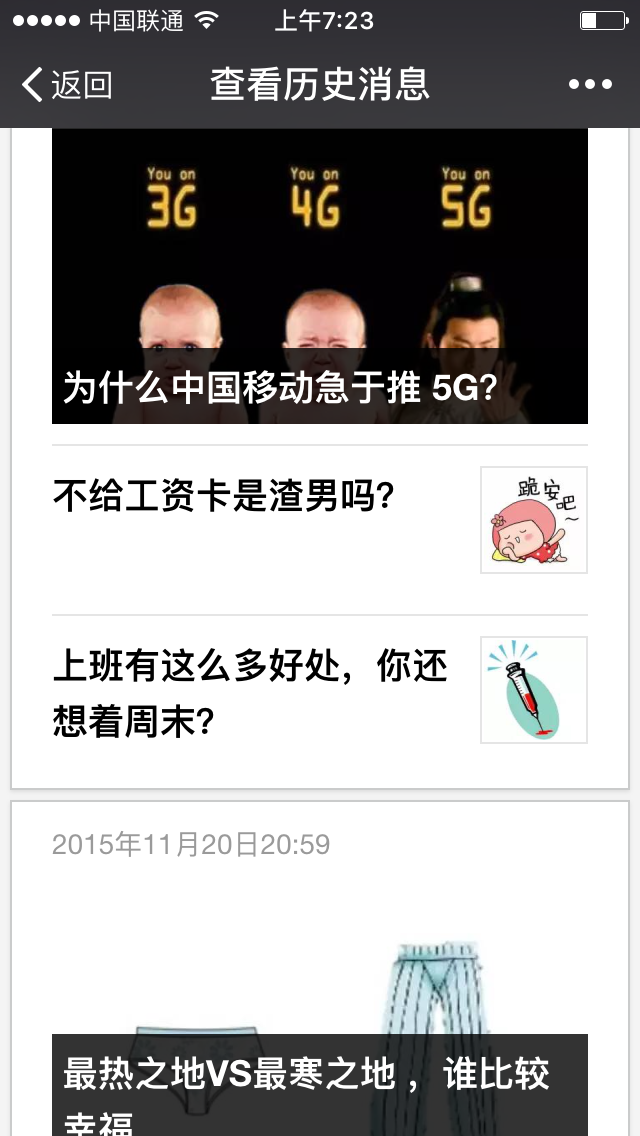 中国联通 上午7:23
返回 查看历史消息
You on You on You on
3G 4G 5G
为什么中国移动急于推 5G?
不给工资卡是渣男吗?
跪安吧~
上班有这么多好处，你还
想着周末?
2015年11月20日20:59
最热之地VS最寒之地 ，谁比较
幸福